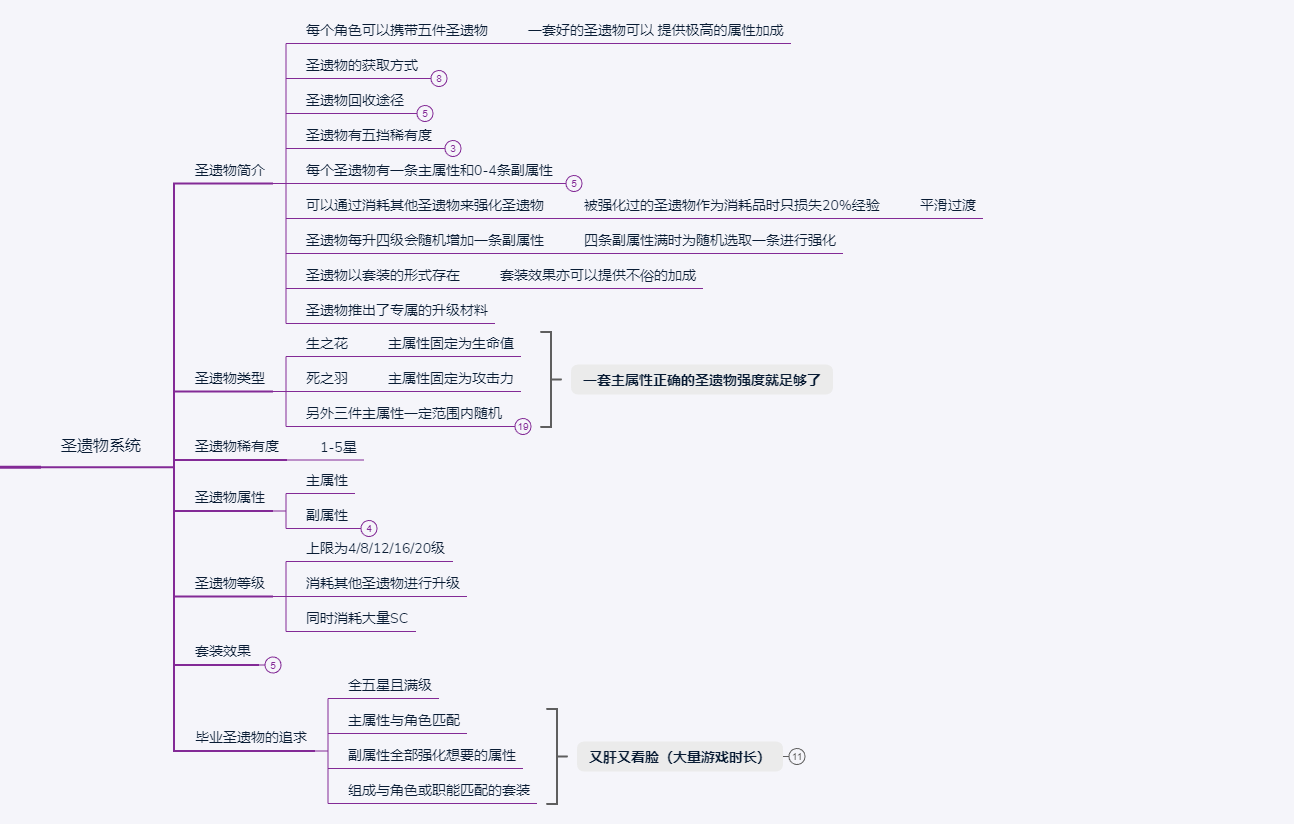 每个角色可以携带五件圣遗物 一套好的圣遗物可以 提供极高的属性加成
圣遗物的获取方式 8
圣遗物回收途径 5
圣遗物有五挡稀有度 3
圣遗物简介
每个圣遗物有一条主属性和0-4条副属性 5
可以通过消耗其他圣遗物来强化圣遗物 被强化过的圣遗物作为消耗品时只损失20%经验 平滑过渡
圣遗物每升四级会随机增加一条副属性 四条副属性满时为随机选取一条进行强化
圣遗物以套装的形式存在 套装效果亦可以提供不俗的加成
圣遗物推出了专属的升级材料
生之花 主属性固定为生命值
圣遗物类型
死之羽 主属性固定为攻击力
一套主属性正确的圣遗物强度就足够了
另外三件主属性一定范围内随机 19
圣遗物系统
圣遗物稀有度 1-5星
主属性
圣遗物属性
副属性 4
上限为4/8/12/16/20级
圣遗物等级
消耗其他圣遗物进行升级
同时消耗大量SC
套装效果 5
全五星且满级
毕业圣遗物的追求
主属性与角色匹配
副属性全部强化想要的属性
又肝又看脸（大量游戏时长） 11
组成与角色或职能匹配的套装